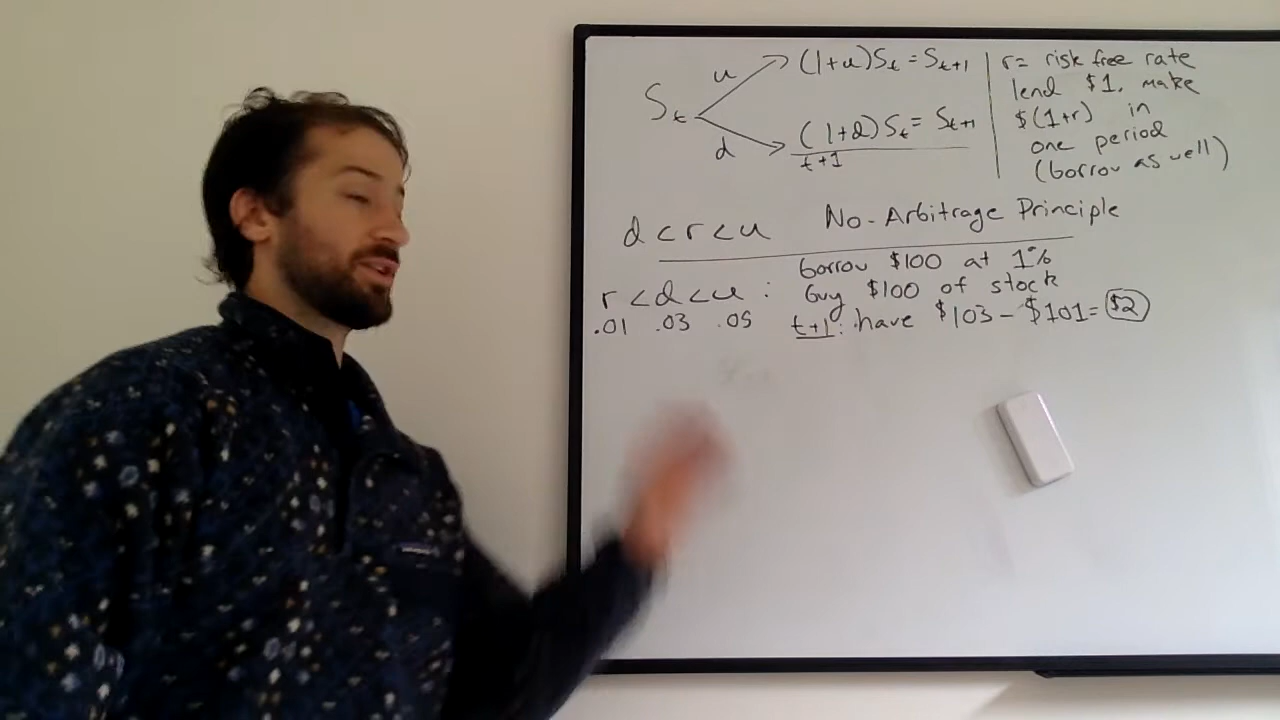 S_t u (1+u)S_t = S_t+1
d (1+d)S_t = S_t+1
t+1
r = risk free rate
lend $1, make
$(1+r) in
one period
(borrow as well)
d < r < u No-Arbitrage Principle
r < d < u :
.01 .03 .05
borrow $100 at 1%
Buy $100 of stock
t+1: have $103 - $101 = $2